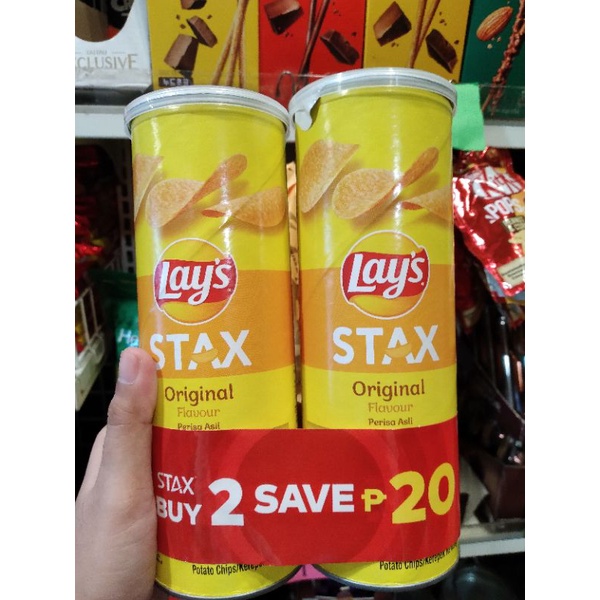 CLUSIVE
Lay's
STAX
Original
Flavour
Perisa Asli
Lay's
STAX
Original
Flavour
Perisa Asli
STAX
BUY 2 SAVE ₱20
Potato Chips/Kerepek
Potato Chips/Kerepek